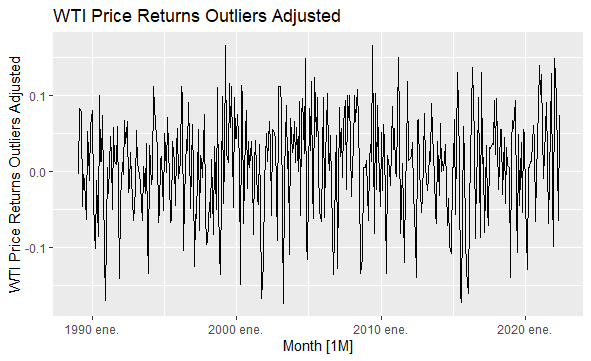 WTI Price Returns Outliers Adjusted
WTI Price Returns Outliers Adjusted
0.1
0.0
-0.1
1990 ene.
2000 ene.
2010 ene.
2020 ene.
Month [1M]